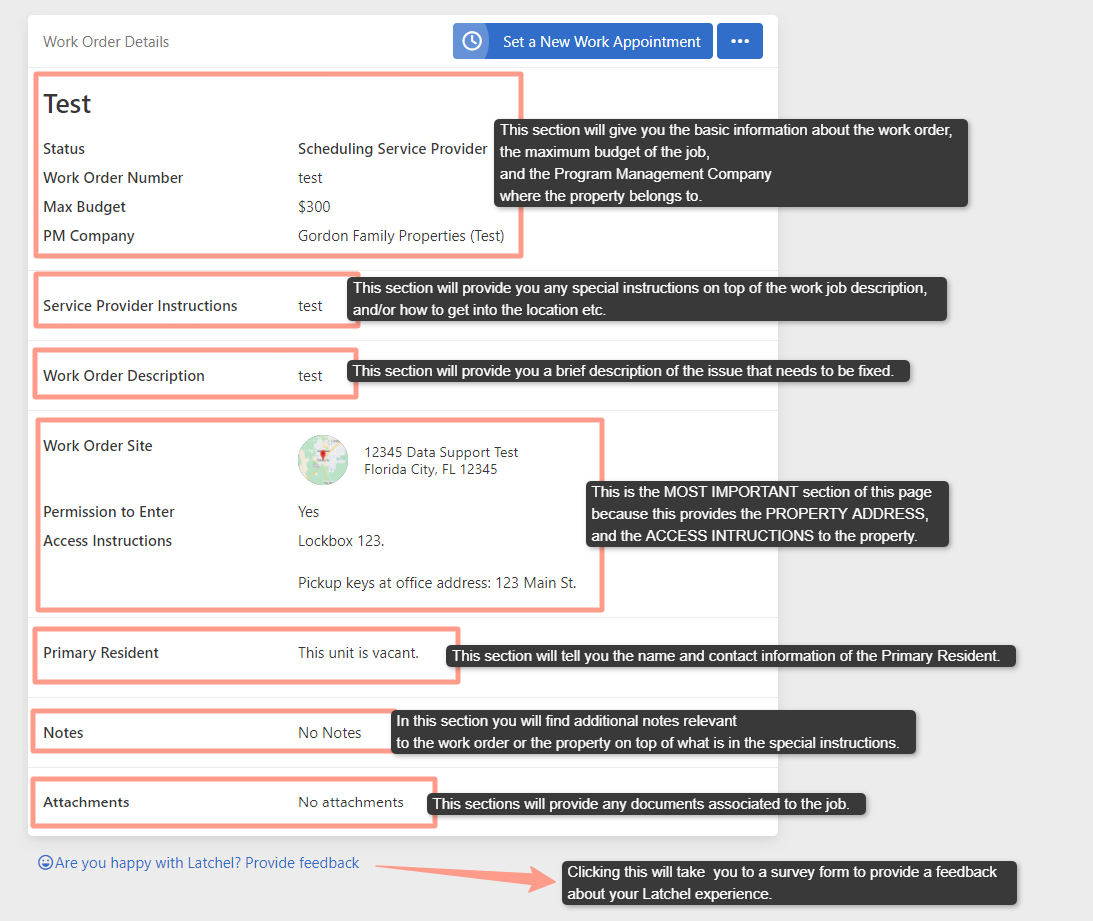 Work Order Details
Set a New Work Appointment
Test
Status Scheduling Service Provider
Work Order Number test
Max Budget $300
PM Company Gordon Family Properties (Test)
This section will give you the basic information about the work order,
the maximum budget of the job,
and the Program Management Company
where the property belongs to.
Service Provider Instructions test
This section will provide you any special instructions on top of the work job description,
and/or how to get into the location etc.
Work Order Description test
This section will provide you a brief description of the issue that needs to be fixed.
Work Order Site
12345 Data Support Test
Florida City, FL 12345
Permission to Enter Yes
Access Instructions Lockbox 123.
Pickup keys at office address: 123 Main St.
This is the MOST IMPORTANT section of this page
because this provides the PROPERTY ADDRESS,
and the ACCESS INTRUCTIONS to the property.
Primary Resident This unit is vacant.
This section will tell you the name and contact information of the Primary Resident.
Notes No Notes
In this section you will find additional notes relevant
to the work order or the property on top of what is in the special instructions.
Attachments No attachments
This sections will provide any documents associated to the job.
Are you happy with Latchel? Provide feedback
Clicking this will take  you to a survey form to provide a feedback
about your Latchel experience.